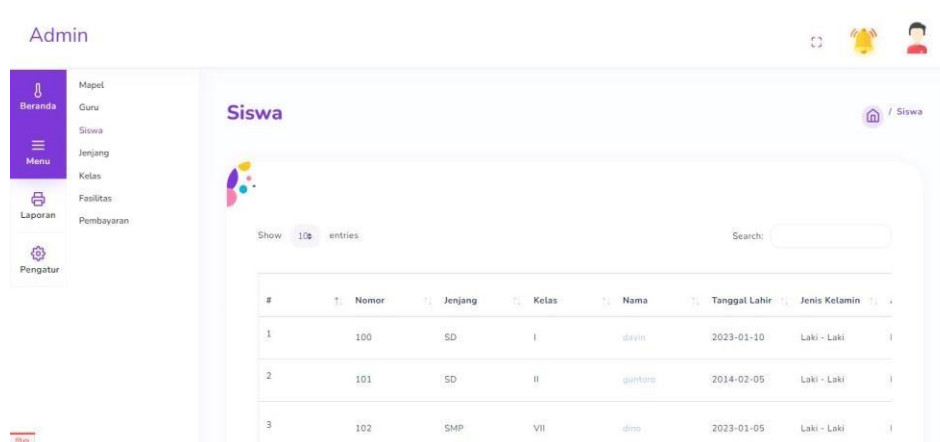 Admin
Beranda
Menu
Laporan
Pengatur
Mapel
Guru
Siswa
Jenjang
Kelas
Fasilitas
Pembayaran
Siswa
/ Siswa
Show 10 entries
Search:
# Nomor Jenjang Kelas Nama Tanggal Lahir Jenis Kelamin
1 100 SD I davin 2023-01-10 Laki - Laki
2 101 SD II guntoro 2014-02-05 Laki - Laki
3 102 SMP VII dino 2023-01-05 Laki - Laki